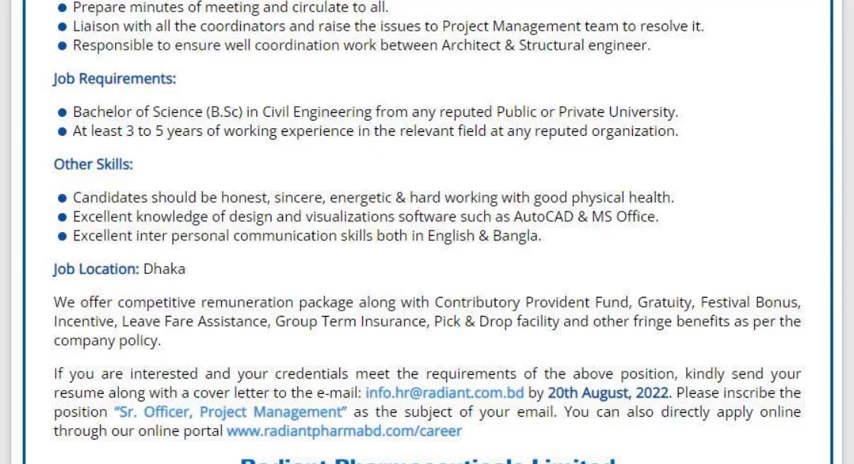 ● Prepare minutes of meeting and circulate to all.
● Liaison with all the coordinators and raise the issues to Project Management team to resolve it.
● Responsible to ensure well coordination work between Architect & Structural engineer.
Job Requirements:
● Bachelor of Science (B.Sc) in Civil Engineering from any reputed Public or Private University.
● At least 3 to 5 years of working experience in the relevant field at any reputed organization.
Other Skills:
● Candidates should be honest, sincere, energetic & hard working with good physical health.
● Excellent knowledge of design and visualizations software such as AutoCAD & MS Office.
● Excellent inter personal communication skills both in English & Bangla.
Job Location: Dhaka
We offer competitive remuneration package along with Contributory Provident Fund, Gratuity, Festival Bonus,
Incentive, Leave Fare Assistance, Group Term Insurance, Pick & Drop facility and other fringe benefits as per the
company policy.
If you are interested and your credentials meet the requirements of the above position, kindly send your
resume along with a cover letter to the e-mail: info.hr@radiant.com.bd by 20th August, 2022. Please inscribe the
position “Sr. Officer, Project Management” as the subject of your email. You can also directly apply online
through our online portal www.radiantpharmabd.com/career
Radiant Pharmaceuticals Limited